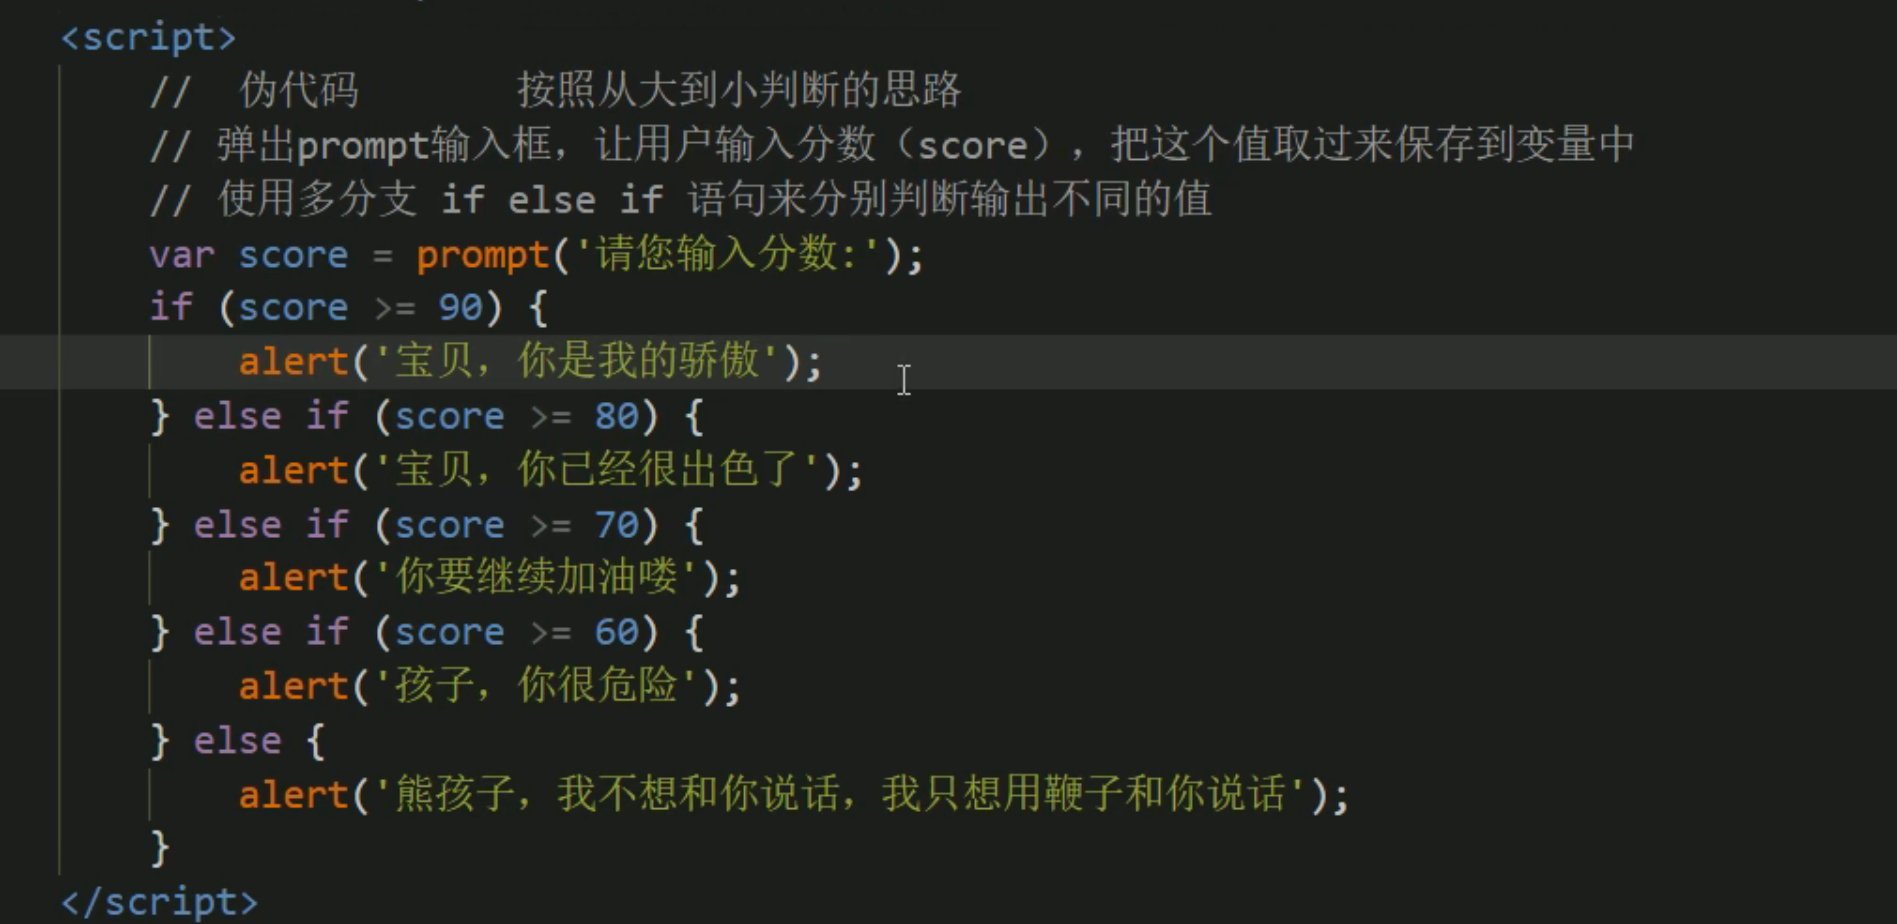 <script>
//  伪代码       按照从大到小判断的思路
// 弹出prompt输入框，让用户输入分数（score），把这个值取过来保存到变量中
// 使用多分支 if else if 语句来分别判断输出不同的值
var score = prompt('请您输入分数:');
if (score >= 90) {
    alert('宝贝，你是我的骄傲');
} else if (score >= 80) {
    alert('宝贝，你已经很出色了');
} else if (score >= 70) {
    alert('你要继续加油喽');
} else if (score >= 60) {
    alert('孩子，你很危险');
} else {
    alert('熊孩子，我不想和你说话，我只想用鞭子和你说话');
}
</script>